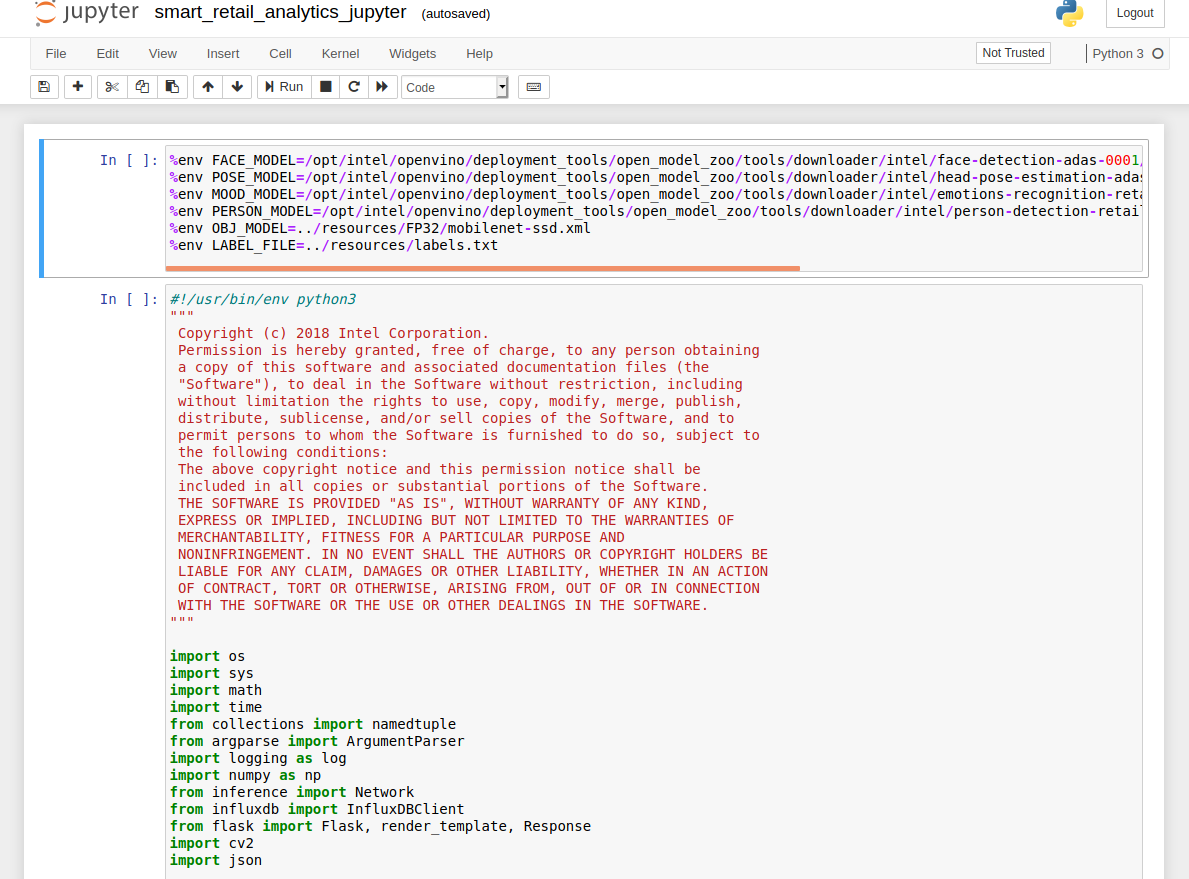 jupyter smart_retail_analytics_jupyter (autosaved) Logout
File Edit View Insert Cell Kernel Widgets Help Not Trusted Python 3
Run Code
In [ ]: %env FACE_MODEL=/opt/intel/openvino/deployment_tools/open_model_zoo/tools/downloader/intel/face-detection-adas-0001/
%env POSE_MODEL=/opt/intel/openvino/deployment_tools/open_model_zoo/tools/downloader/intel/head-pose-estimation-adas
%env MOOD_MODEL=/opt/intel/openvino/deployment_tools/open_model_zoo/tools/downloader/intel/emotions-recognition-reta
%env PERSON_MODEL=/opt/intel/openvino/deployment_tools/open_model_zoo/tools/downloader/intel/person-detection-retail
%env OBJ_MODEL=../resources/FP32/mobilenet-ssd.xml
%env LABEL_FILE=../resources/labels.txt
In [ ]: #!/usr/bin/env python3
"""
Copyright (c) 2018 Intel Corporation.
Permission is hereby granted, free of charge, to any person obtaining
a copy of this software and associated documentation files (the
"Software"), to deal in the Software without restriction, including
without limitation the rights to use, copy, modify, merge, publish,
distribute, sublicense, and/or sell copies of the Software, and to
permit persons to whom the Software is furnished to do so, subject to
the following conditions:
The above copyright notice and this permission notice shall be
included in all copies or substantial portions of the Software.
THE SOFTWARE IS PROVIDED "AS IS", WITHOUT WARRANTY OF ANY KIND,
EXPRESS OR IMPLIED, INCLUDING BUT NOT LIMITED TO THE WARRANTIES OF
MERCHANTABILITY, FITNESS FOR A PARTICULAR PURPOSE AND
NONINFRINGEMENT. IN NO EVENT SHALL THE AUTHORS OR COPYRIGHT HOLDERS BE
LIABLE FOR ANY CLAIM, DAMAGES OR OTHER LIABILITY, WHETHER IN AN ACTION
OF CONTRACT, TORT OR OTHERWISE, ARISING FROM, OUT OF OR IN CONNECTION
WITH THE SOFTWARE OR THE USE OR OTHER DEALINGS IN THE SOFTWARE.
"""
import os
import sys
import math
import time
from collections import namedtuple
from argparse import ArgumentParser
import logging as log
import numpy as np
from inference import Network
from influxdb import InfluxDBClient
from flask import Flask, render_template, Response
import cv2
import json